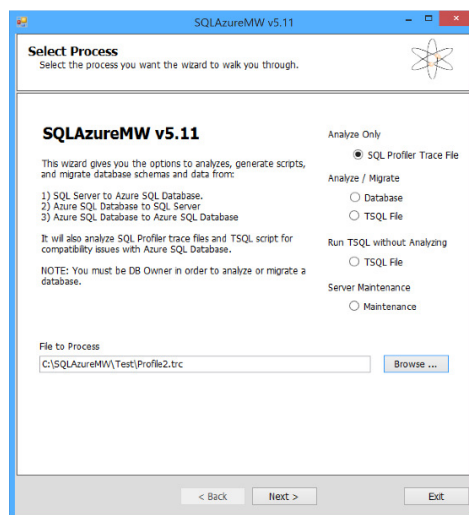 SQLAzureMW v5.11
Select Process
Select the process you want the wizard to walk you through.
SQLAzureMW v5.11
This wizard gives you the options to analyzes, generate scripts,
and migrate database schemas and data from:
1) SQL Server to Azure SQL Database.
2) Azure SQL Database to SQL Server
3) Azure SQL Database to Azure SQL Database
It will also analyze SQL Profiler trace files and TSQL script for
compatibility issues with Azure SQL Database.
NOTE: You must be DB Owner in order to analyze or migrate a
database.
Analyze Only
SQL Profiler Trace File
Analyze / Migrate
Database
TSQL File
Run TSQL without Analyzing
TSQL File
Server Maintenance
Maintenance
File to Process
C:\SQLAzureMW\Test\Profile2.trc
Browse ...
< Back
Next >
Exit